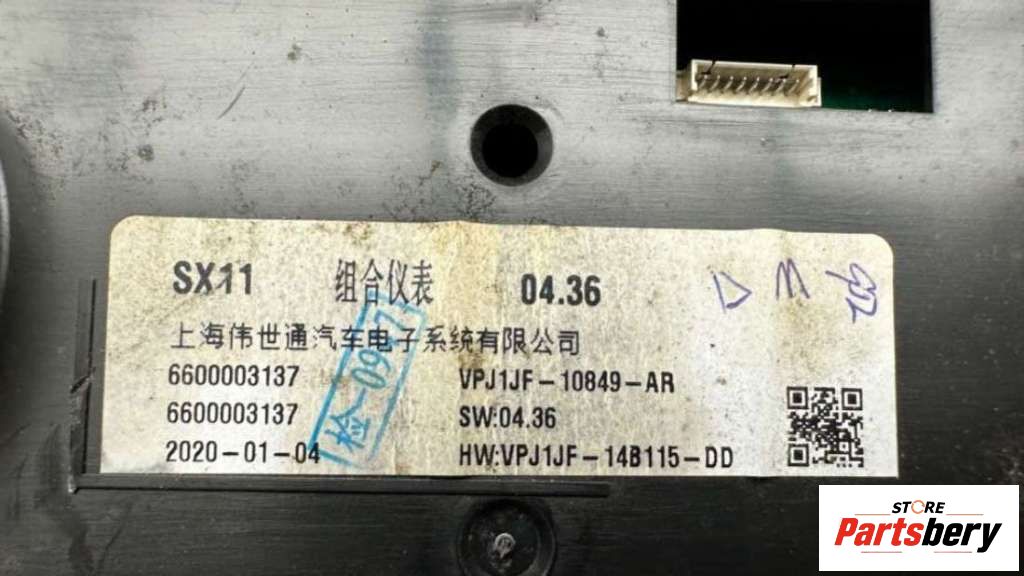 SX11 组合仪表 04.36
上海伟世通汽车电子系统有限公司
6600003137 VPJ1JF-10849-AR
6600003137 SW:04.36
2020-01-04 HW:VPJ1JF-14B115-DD
STORE
Partsbery